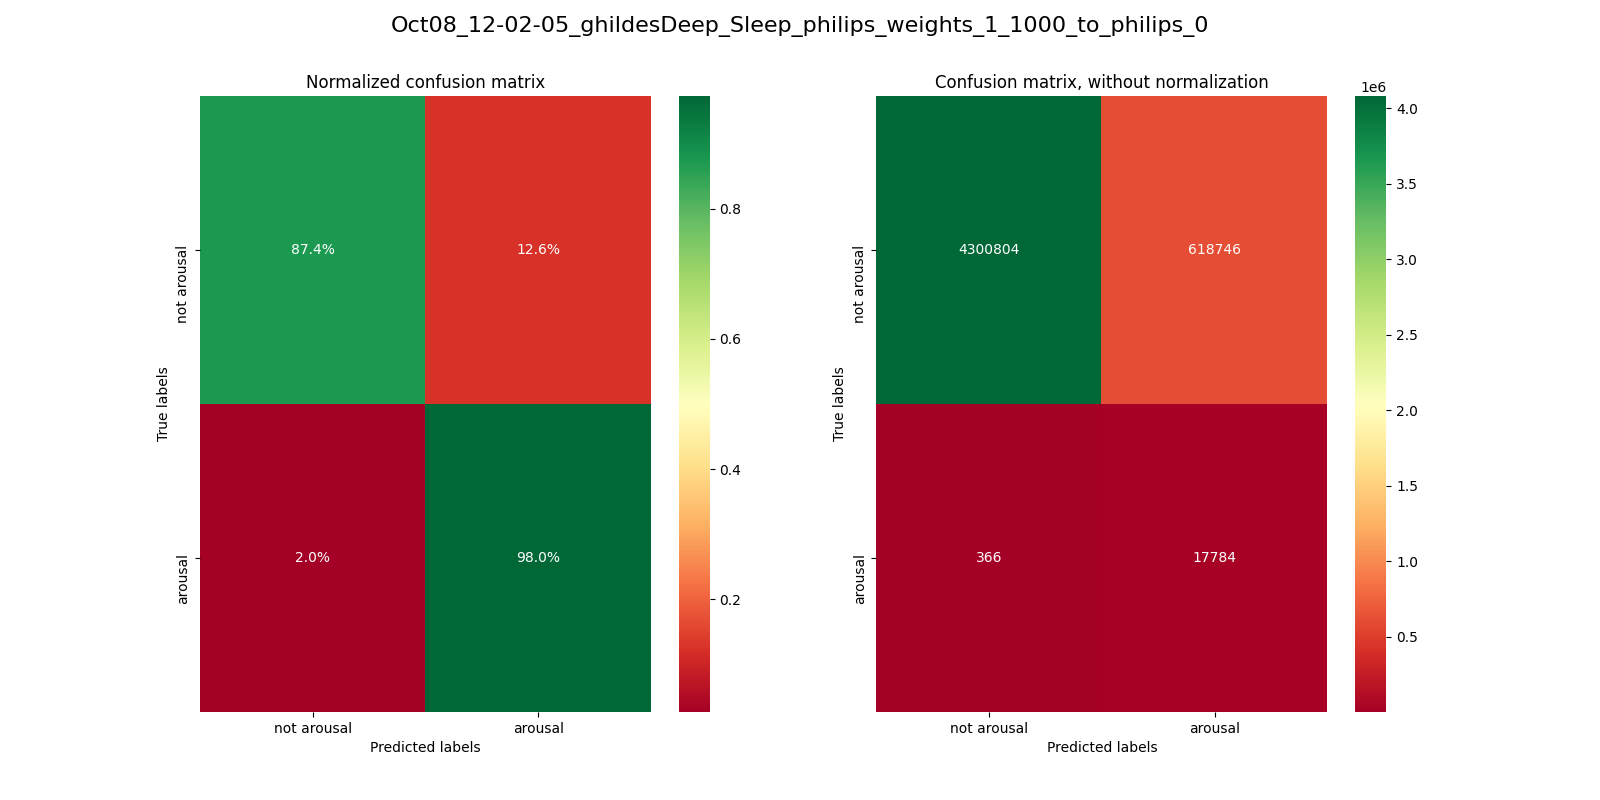 Oct08_12-02-05_ghildesDeep_Sleep_philips_weights_1_1000_to_philips_0
Normalized confusion matrix
not arousal
arousal
True labels
87.4%
12.6%
2.0%
98.0%
not arousal
arousal
Predicted labels
0.8
0.6
0.4
0.2
Confusion matrix, without normalization
not arousal
arousal
True labels
4300804
618746
366
17784
not arousal
arousal
Predicted labels
1e6
4.0
3.5
3.0
2.5
2.0
1.5
1.0
0.5